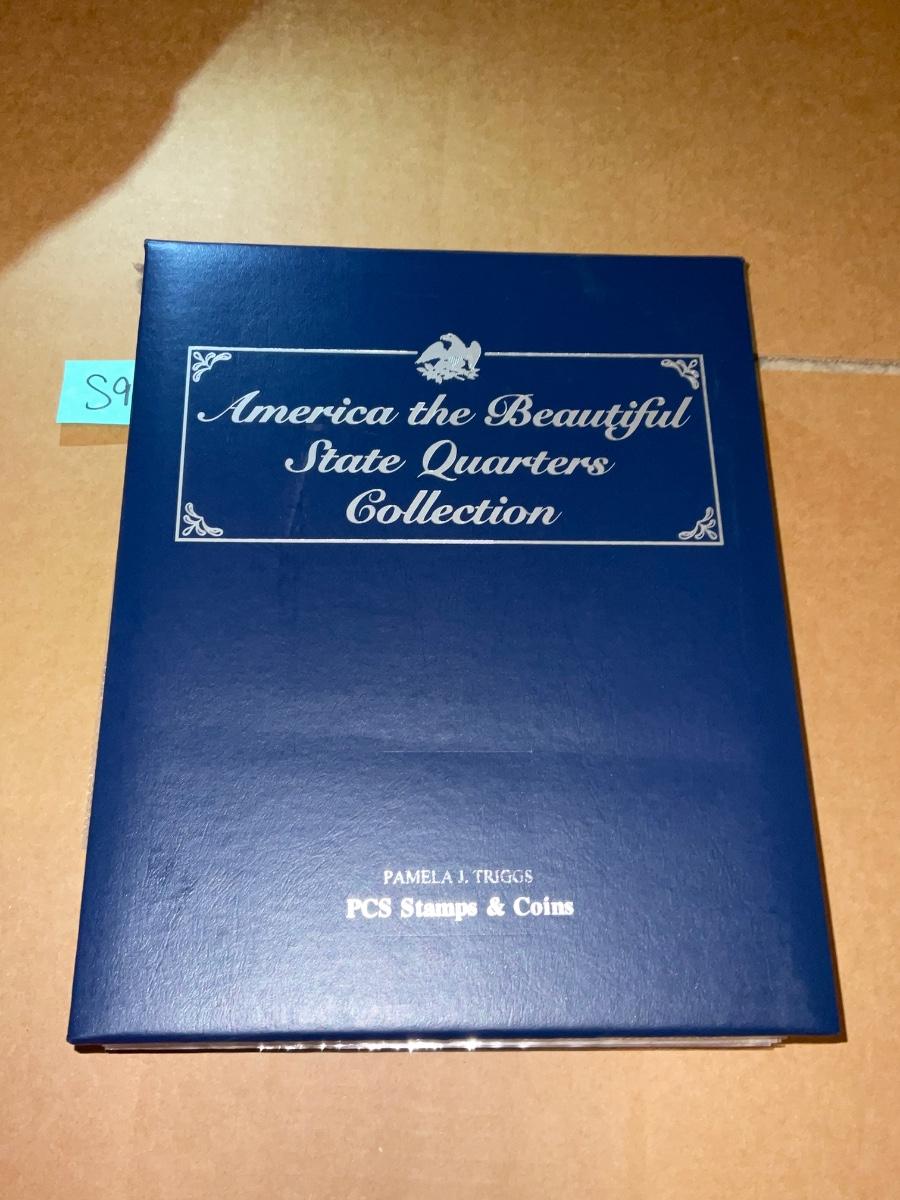 America the Beautiful
State Quarters
Collection
S9
PAMELA J. TRIGGS
PCS Stamps & Coins